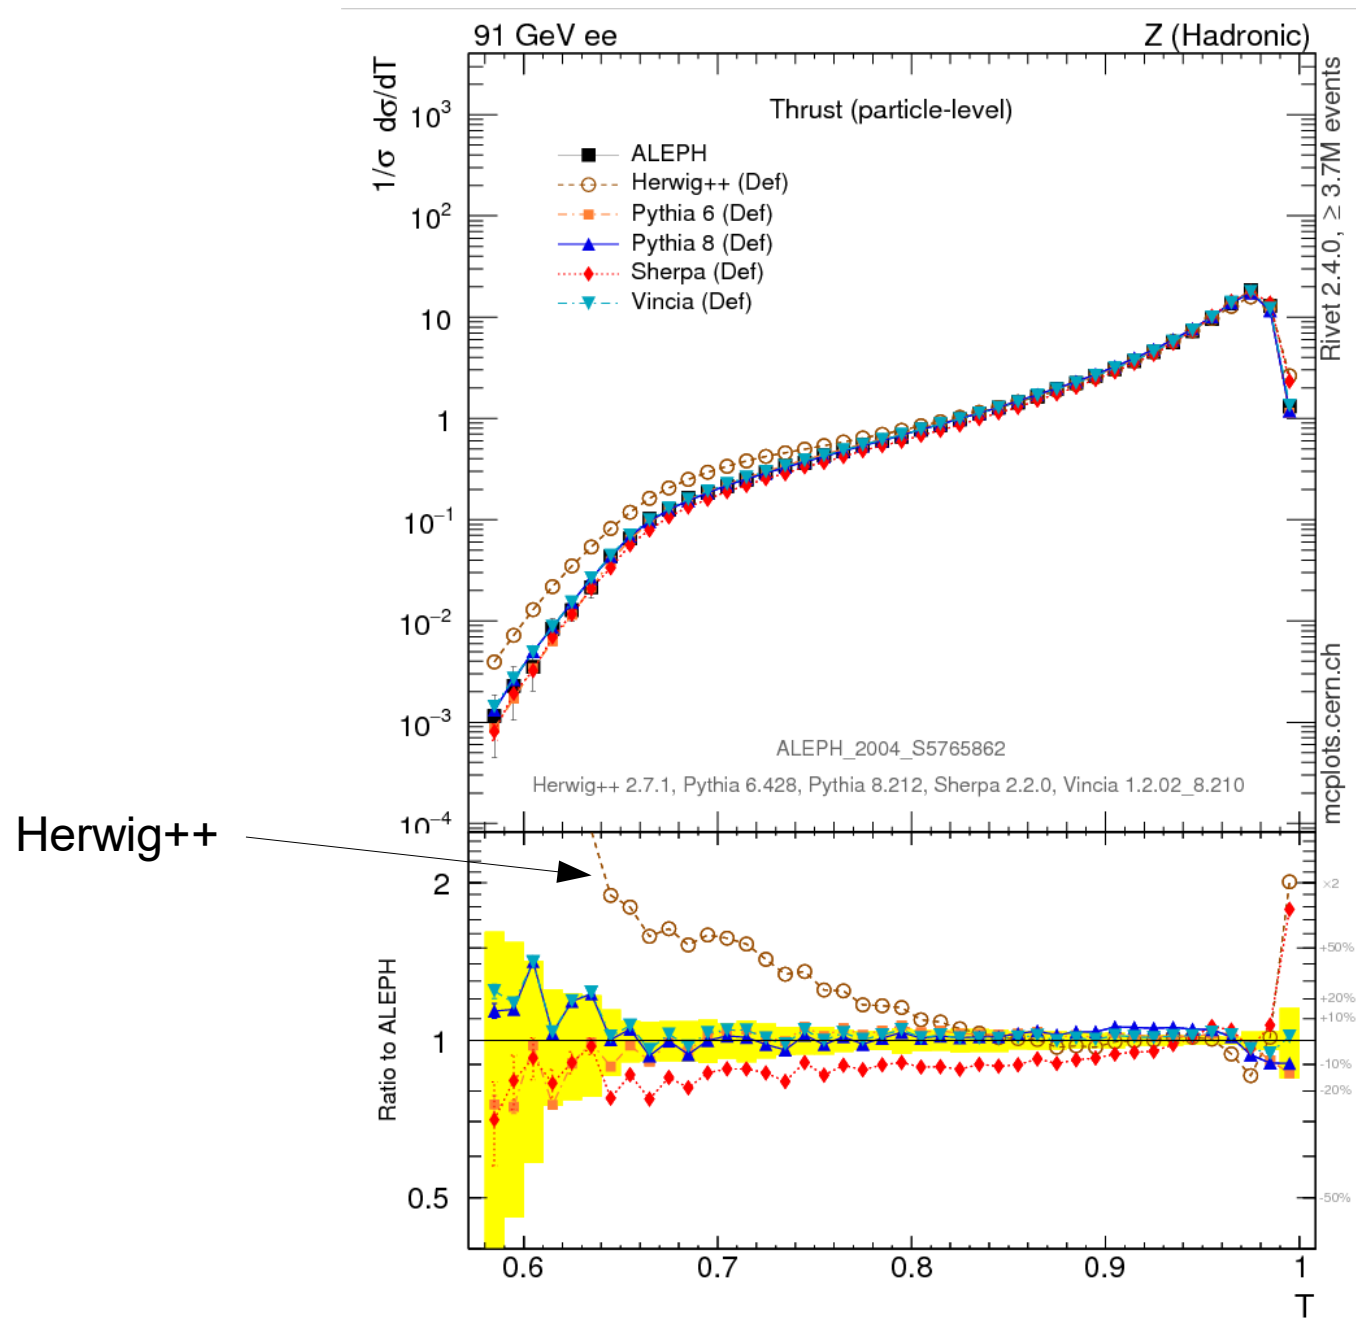 91 GeV ee
Z (Hadronic)
1/σ dσ/dT
Thrust (particle-level)
ALEPH
Herwig++ (Def)
Pythia 6 (Def)
Pythia 8 (Def)
Sherpa (Def)
Vincia (Def)
10³
10²
10
1
10⁻¹
10⁻²
10⁻³
10⁻⁴
Rivet 2.4.0, ≥ 3.7M events
mcplots.cern.ch
ALEPH_2004_S5765862
Herwig++ 2.7.1, Pythia 6.428, Pythia 8.212, Sherpa 2.2.0, Vincia 1.2.02_8.210
Herwig++
Ratio to ALEPH
2
1
0.5
×2
+50%
+20%
+10%
-10%
-20%
-50%
0.6 0.7 0.8 0.9 1
T